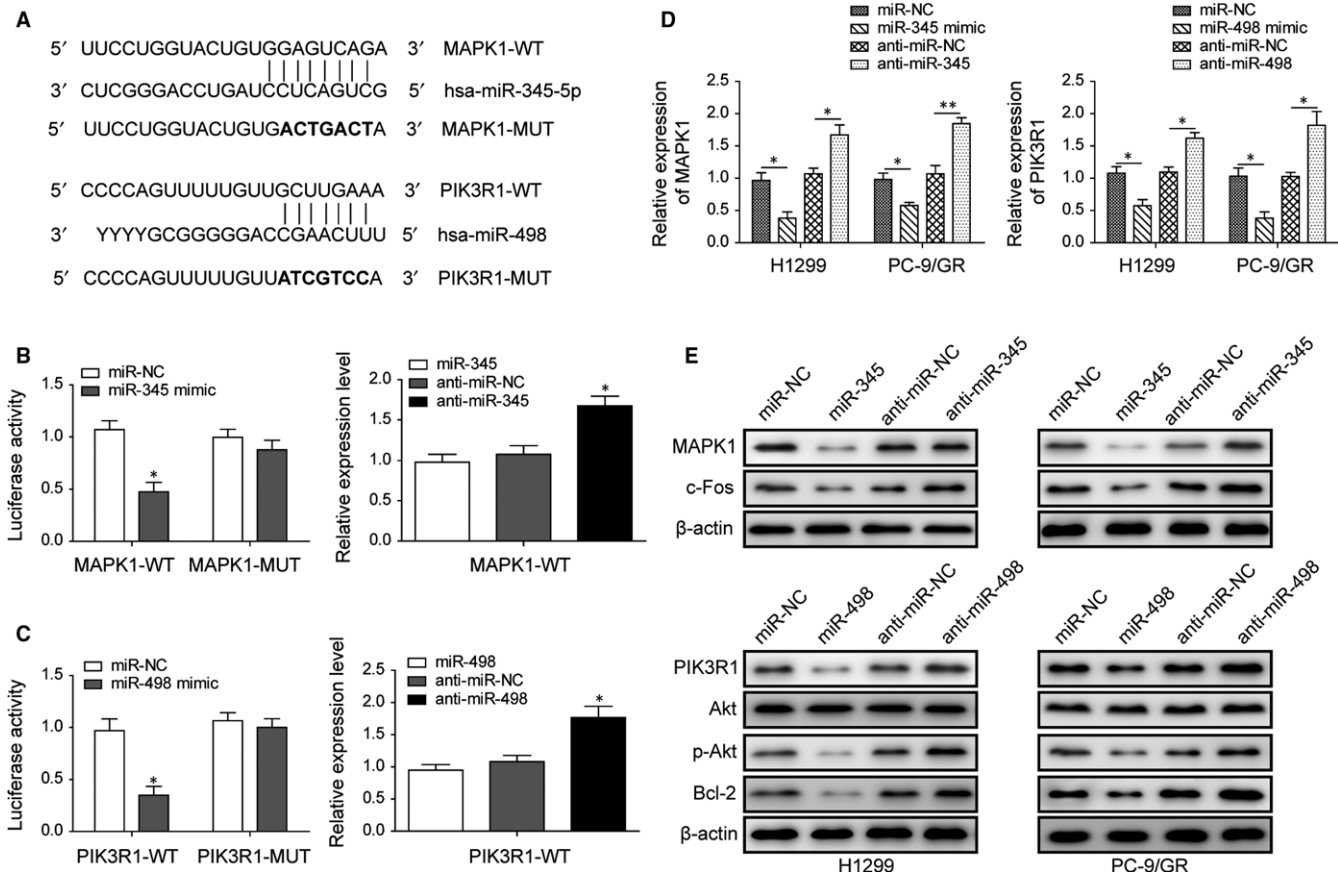 A
5′ UUCCUGGUACUGUGGAGUCAGA 3′ MAPK1-WT
3′ CUCGGGACCUGAUCCUCAGUCG 5′ hsa-miR-345-5p
5′ UUCCUGGUACUGUGACTGACTA 3′ MAPK1-MUT
CCCCAGUUUUUGUUGCUUGAAA 3′ PIK3R1-WT
3′ YYYYGCGGGGGACCGAACUUU 5′ hsa-miR-498
5′ CCCCAGUUUUUGUUATCGTCCA 3′ PIK3R1-MUT
B
miR-NC
miR-345 mimic
Luciferase activity
1.5
1.0
0.5
0.0
MAPK1-WT MAPK1-MUT
*
miR-345
anti-miR-NC
anti-miR-345
Relative expression level
2.0
1.5
1.0
0.5
0.0
*
MAPK1-WT
C
miR-NC
miR-498 mimic
Luciferase activity
1.5
1.0
0.5
0.0
*
PIK3R1-WT PIK3R1-MUT
miR-498
anti-miR-NC
anti-miR-498
Relative expression level
2.5
2.0
1.5
1.0
0.5
0.0
*
PIK3R1-WT
D
miR-NC
miR-345 mimic
anti-miR-NC
anti-miR-345
Relative expression
of MAPK1
2.5
2.0
1.5
1.0
0.5
0.0
* * * **
H1299 PC-9/GR
miR-NC
miR-498 mimic
anti-miR-NC
anti-miR-498
Relative expression
of PIK3R1
2.5
2.0
1.5
1.0
0.5
0.0
* * * *
H1299 PC-9/GR
E
miR-NC miR-345 anti-miR-NC anti-miR-345 miR-NC miR-345 anti-miR-NC anti-miR-345
MAPK1
c-Fos
β-actin
miR-NC miR-498 anti-miR-NC anti-miR-498 miR-NC miR-498 anti-miR-NC anti-miR-498
PIK3R1
Akt
p-Akt
Bcl-2
β-actin
H1299 PC-9/GR